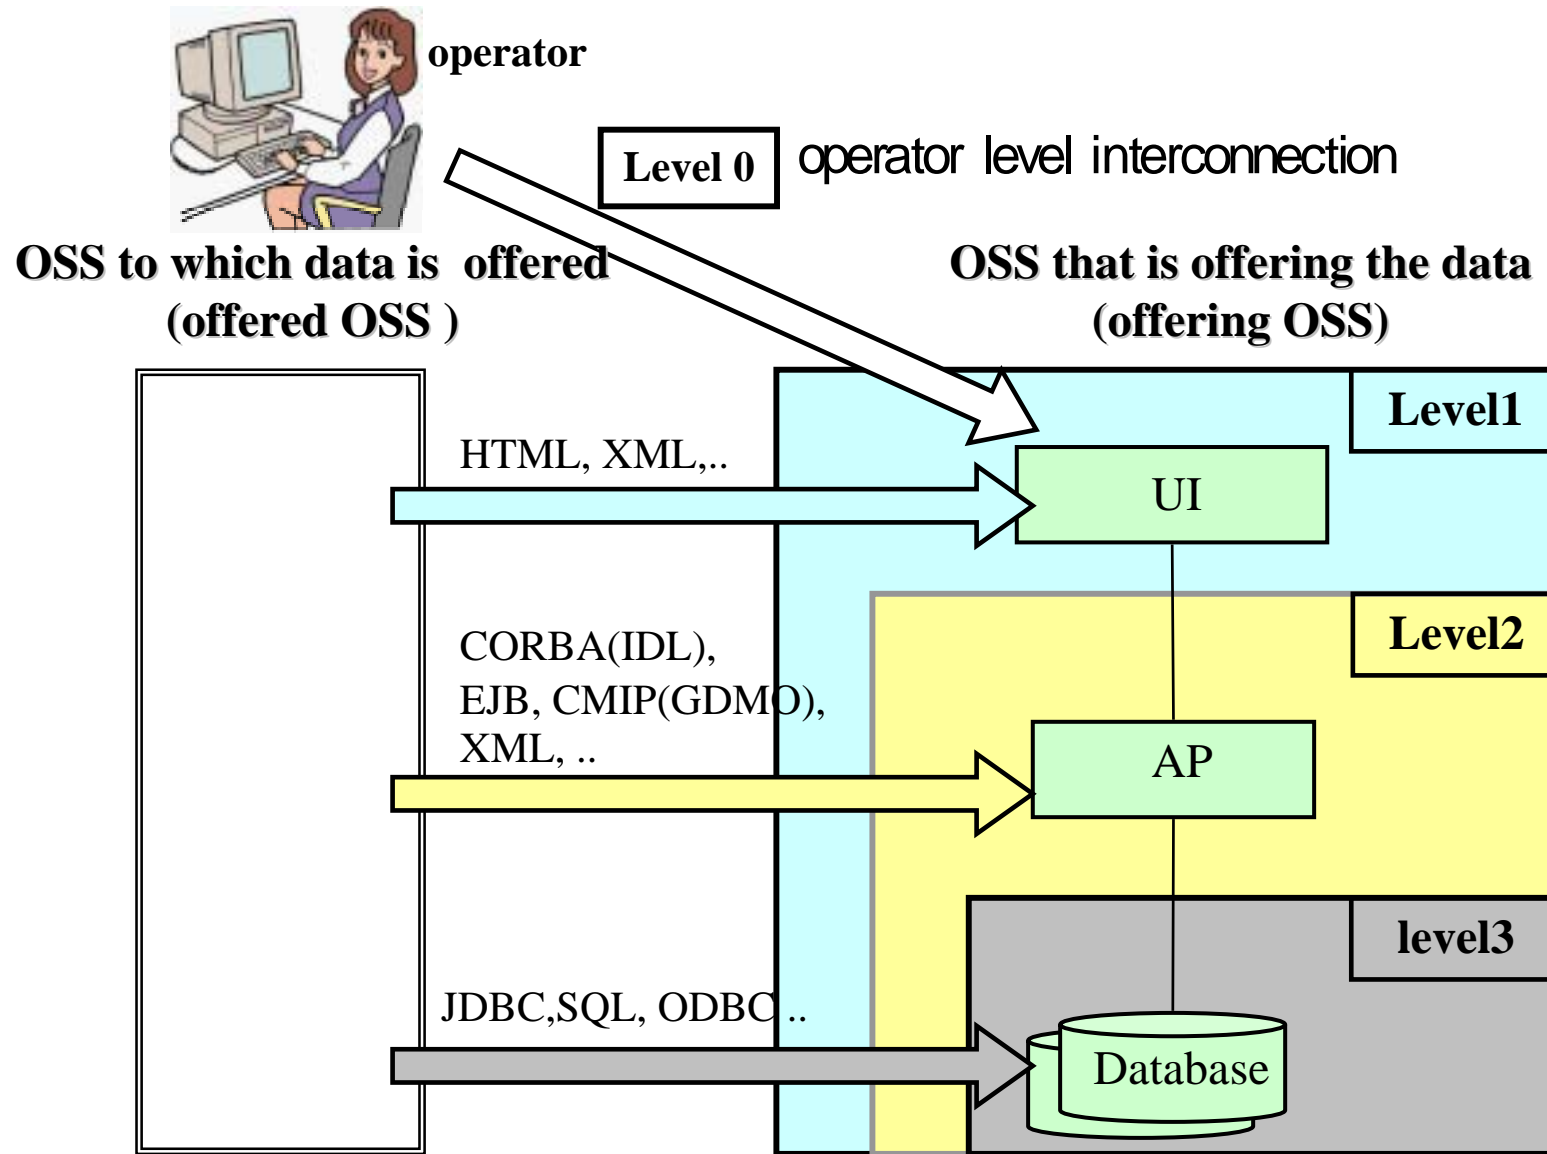 operator
Level 0
operator level interconnection
OSS to which data is offered
(offered OSS )
OSS that is offering the data
(offering OSS)
Level1
HTML, XML,..
UI
Level2
CORBA(IDL),
EJB, CMIP(GDMO),
XML, ..
AP
level3
JDBC,SQL, ODBC ..
Database